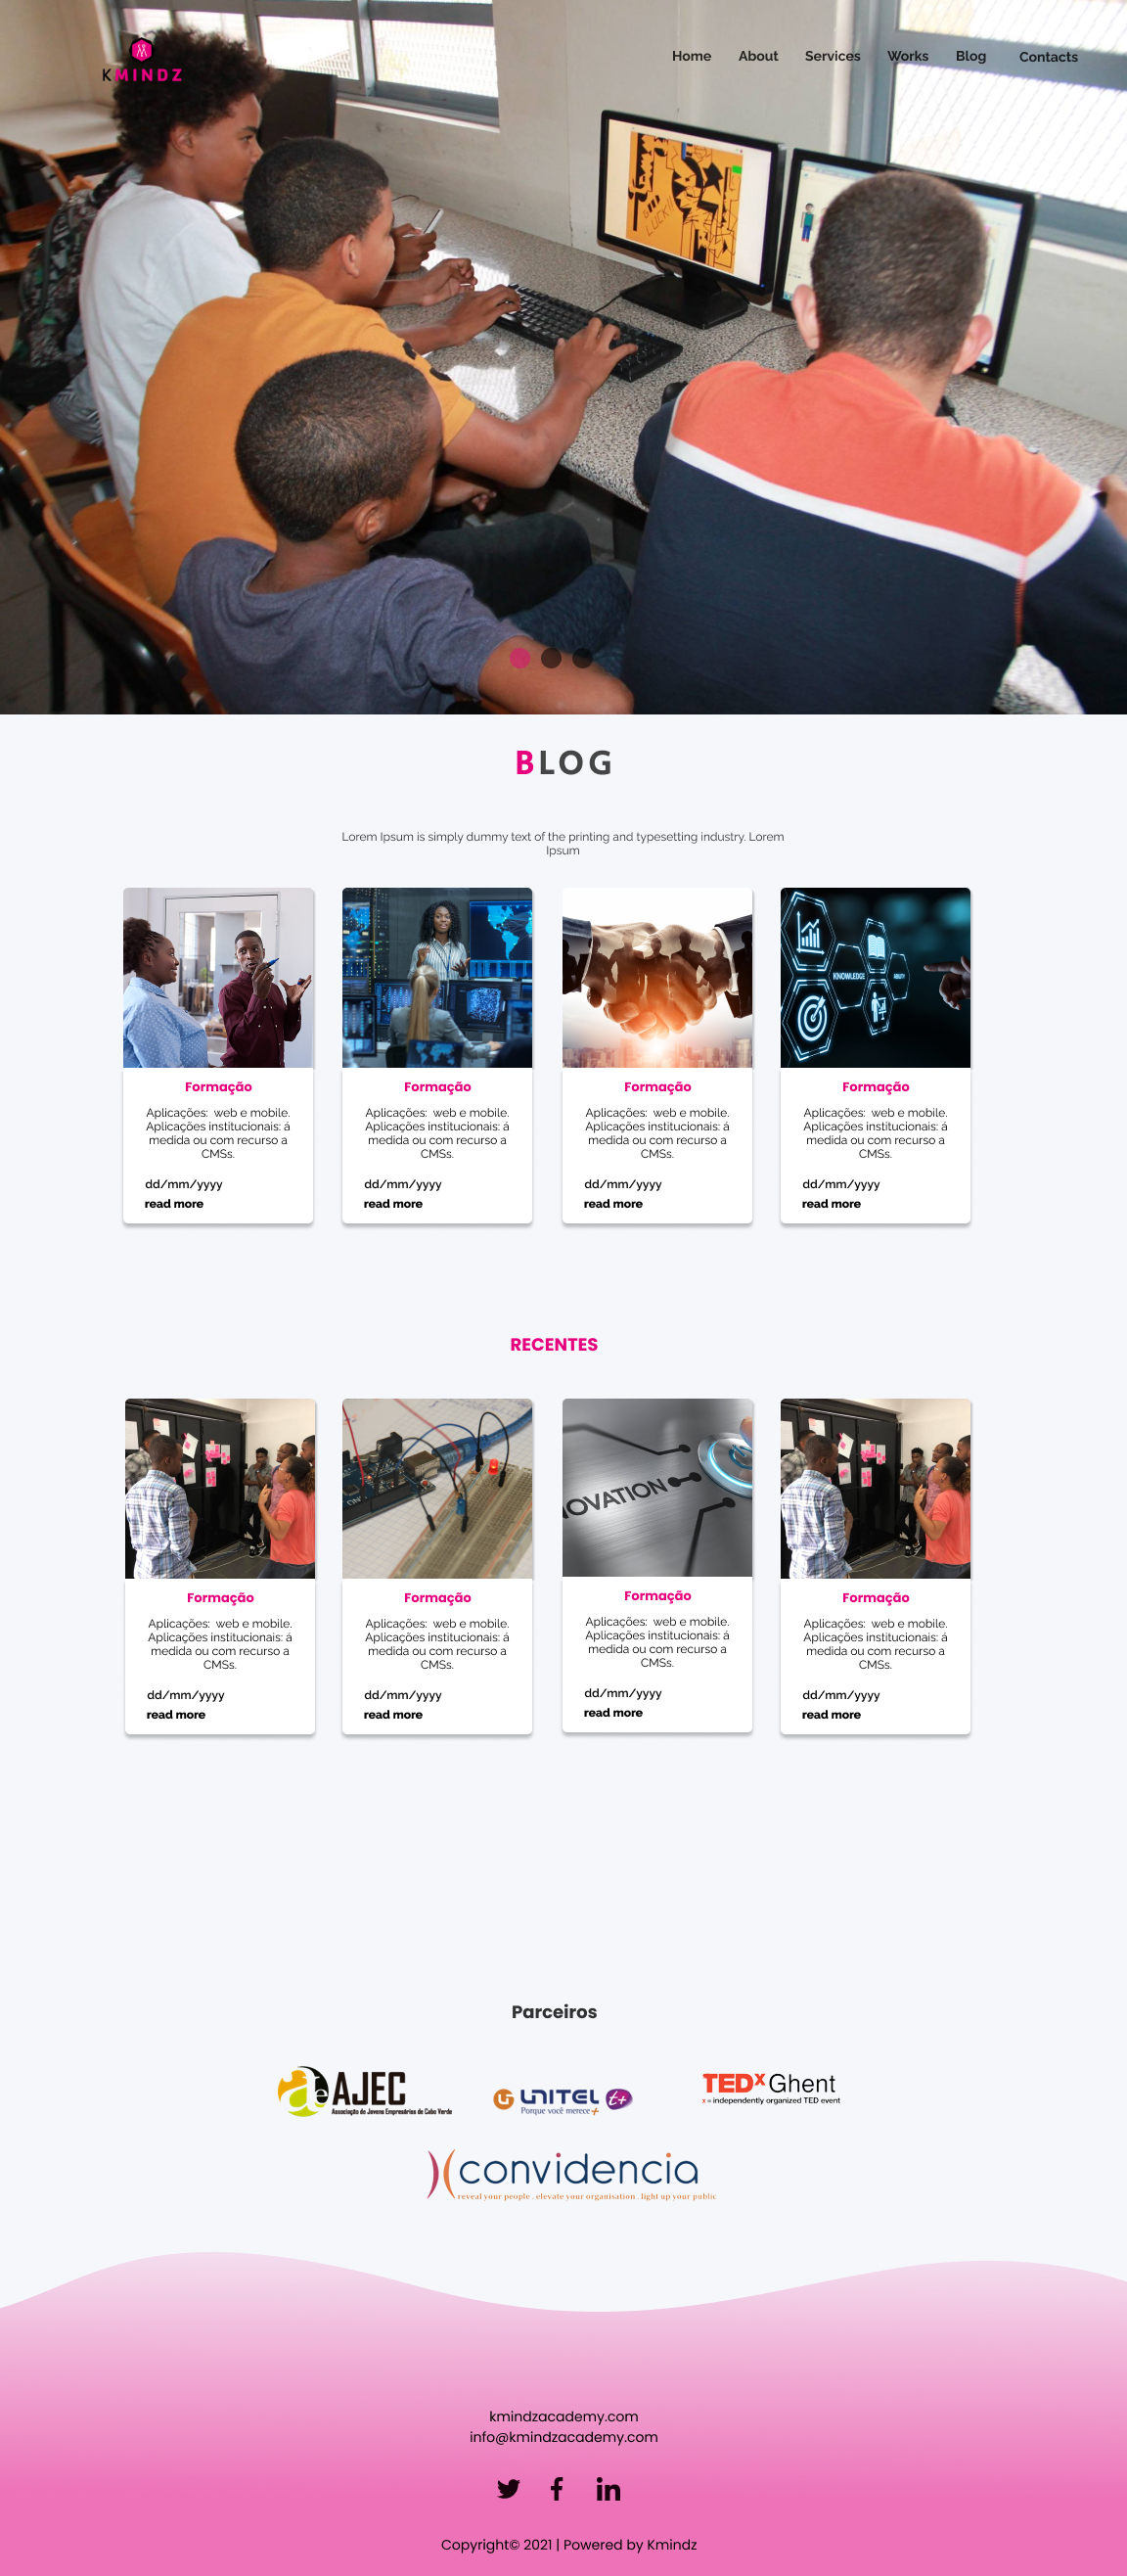 KMINDZ
Home About Services Works Blog Contacts
LUCK!
BLOG
Lorem Ipsum is simply dummy text of the printing and typesetting industry. Lorem
Ipsum
KNOWLEDGE
ABILITY
Formação
Aplicações:  web e mobile.
Aplicações institucionais: á
medida ou com recurso a
CMSs.
dd/mm/yyyy
read more
Formação
Aplicações:  web e mobile.
Aplicações institucionais: á
medida ou com recurso a
CMSs.
dd/mm/yyyy
read more
Formação
Aplicações:  web e mobile.
Aplicações institucionais: á
medida ou com recurso a
CMSs.
dd/mm/yyyy
read more
Formação
Aplicações:  web e mobile.
Aplicações institucionais: á
medida ou com recurso a
CMSs.
dd/mm/yyyy
read more
RECENTES
OVATION
Formação
Aplicações:  web e mobile.
Aplicações institucionais: á
medida ou com recurso a
CMSs.
dd/mm/yyyy
read more
Formação
Aplicações:  web e mobile.
Aplicações institucionais: á
medida ou com recurso a
CMSs.
dd/mm/yyyy
read more
Formação
Aplicações:  web e mobile.
Aplicações institucionais: á
medida ou com recurso a
CMSs.
dd/mm/yyyy
read more
Formação
Aplicações:  web e mobile.
Aplicações institucionais: á
medida ou com recurso a
CMSs.
dd/mm/yyyy
read more
Parceiros
AJEC
Associação de Jovens Empresários de Cabo Verde
UNITEL t+
Porque você merece+
TEDxGhent
x = independently organized TED event
convidencia
reveal your people . elevate your organisation . light up your public
kmindzacademy.com
info@kmindzacademy.com
Copyright© 2021 | Powered by Kmindz